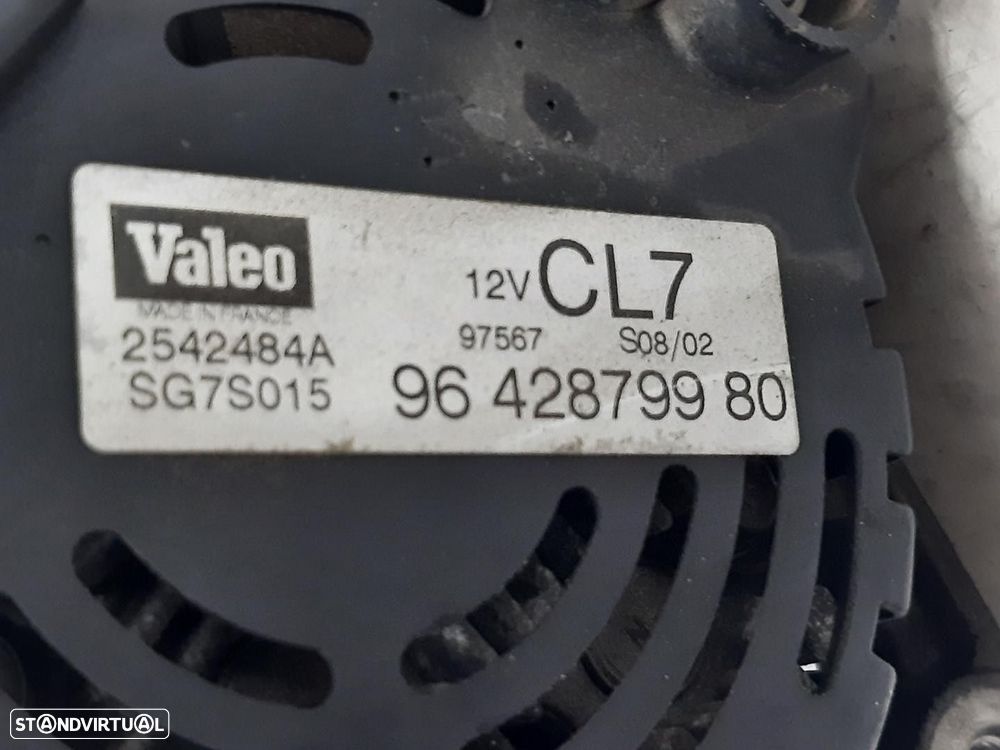 Valeo
MADE IN FRANCE
2542484A
SG7S015
12V CL7
97567 S08/02
96 428799 80
STANDVIRTUAL